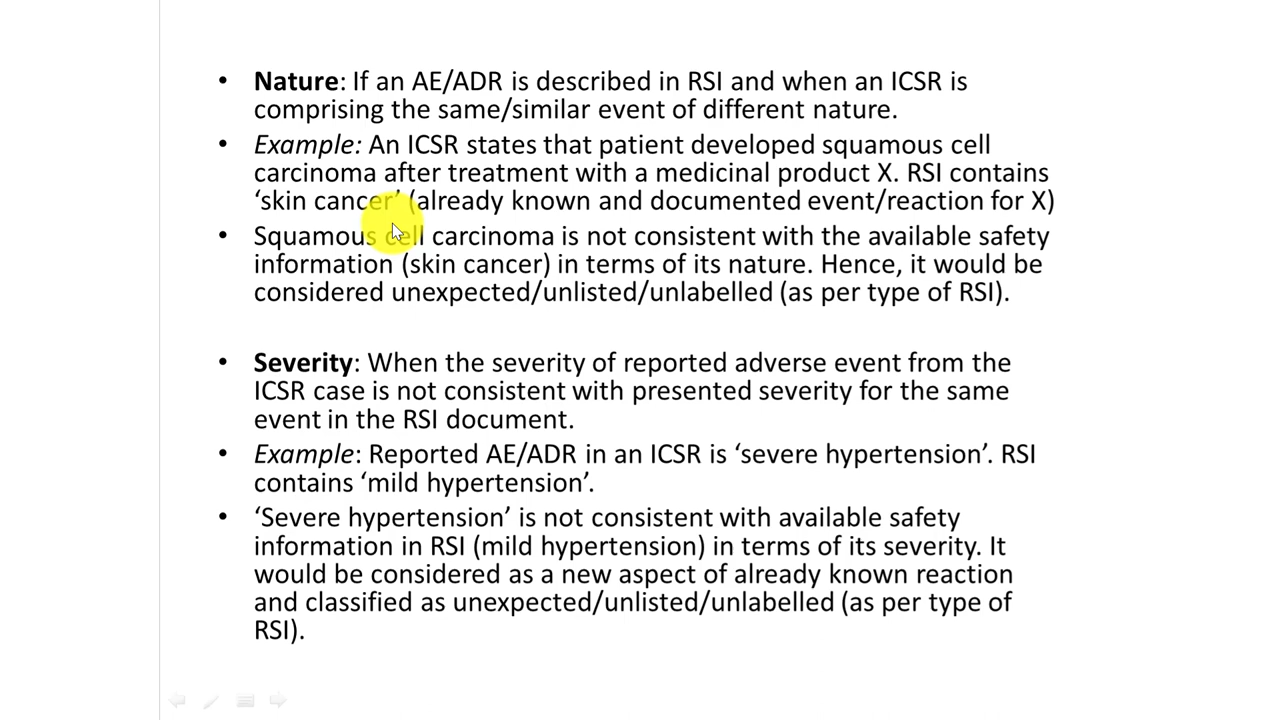 • Nature: If an AE/ADR is described in RSI and when an ICSR is
comprising the same/similar event of different nature.
• Example: An ICSR states that patient developed squamous cell
carcinoma after treatment with a medicinal product X. RSI contains
‘skin cancer’ (already known and documented event/reaction for X)
• Squamous cell carcinoma is not consistent with the available safety
information (skin cancer) in terms of its nature. Hence, it would be
considered unexpected/unlisted/unlabelled (as per type of RSI).
• Severity: When the severity of reported adverse event from the
ICSR case is not consistent with presented severity for the same
event in the RSI document.
• Example: Reported AE/ADR in an ICSR is ‘severe hypertension’. RSI
contains ‘mild hypertension’.
• ‘Severe hypertension’ is not consistent with available safety
information in RSI (mild hypertension) in terms of its severity. It
would be considered as a new aspect of already known reaction
and classified as unexpected/unlisted/unlabelled (as per type of
RSI).